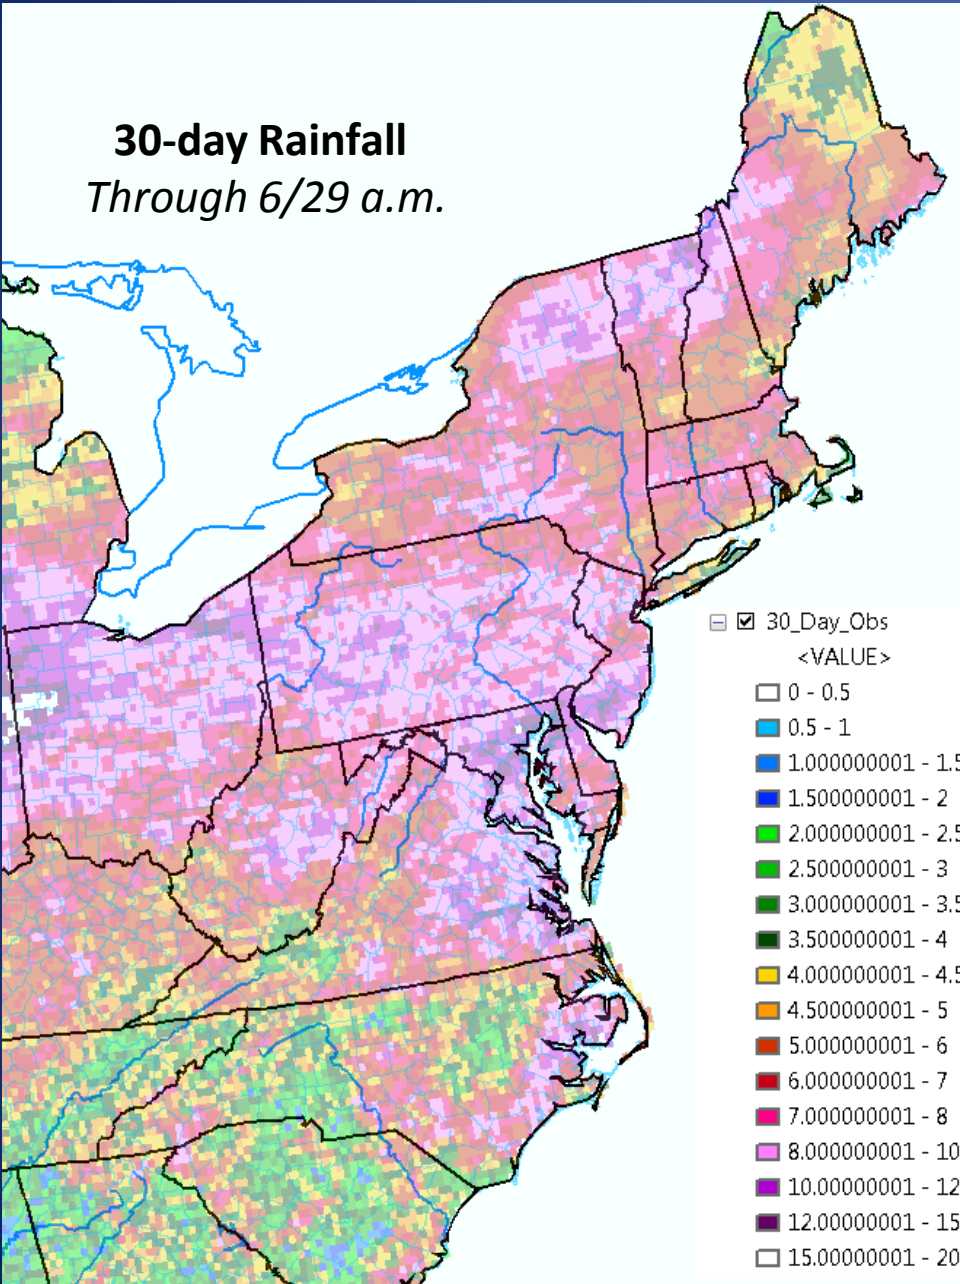 30-day Rainfall
Through 6/29 a.m.
30_Day_Obs
<VALUE>
0 - 0.5
0.5 - 1
1.000000001 - 1.5
1.500000001 - 2
2.000000001 - 2.5
2.500000001 - 3
3.000000001 - 3.5
3.500000001 - 4
4.000000001 - 4.5
4.500000001 - 5
5.000000001 - 6
6.000000001 - 7
7.000000001 - 8
8.000000001 - 10
10.00000001 - 12
12.00000001 - 15
15.00000001 - 20